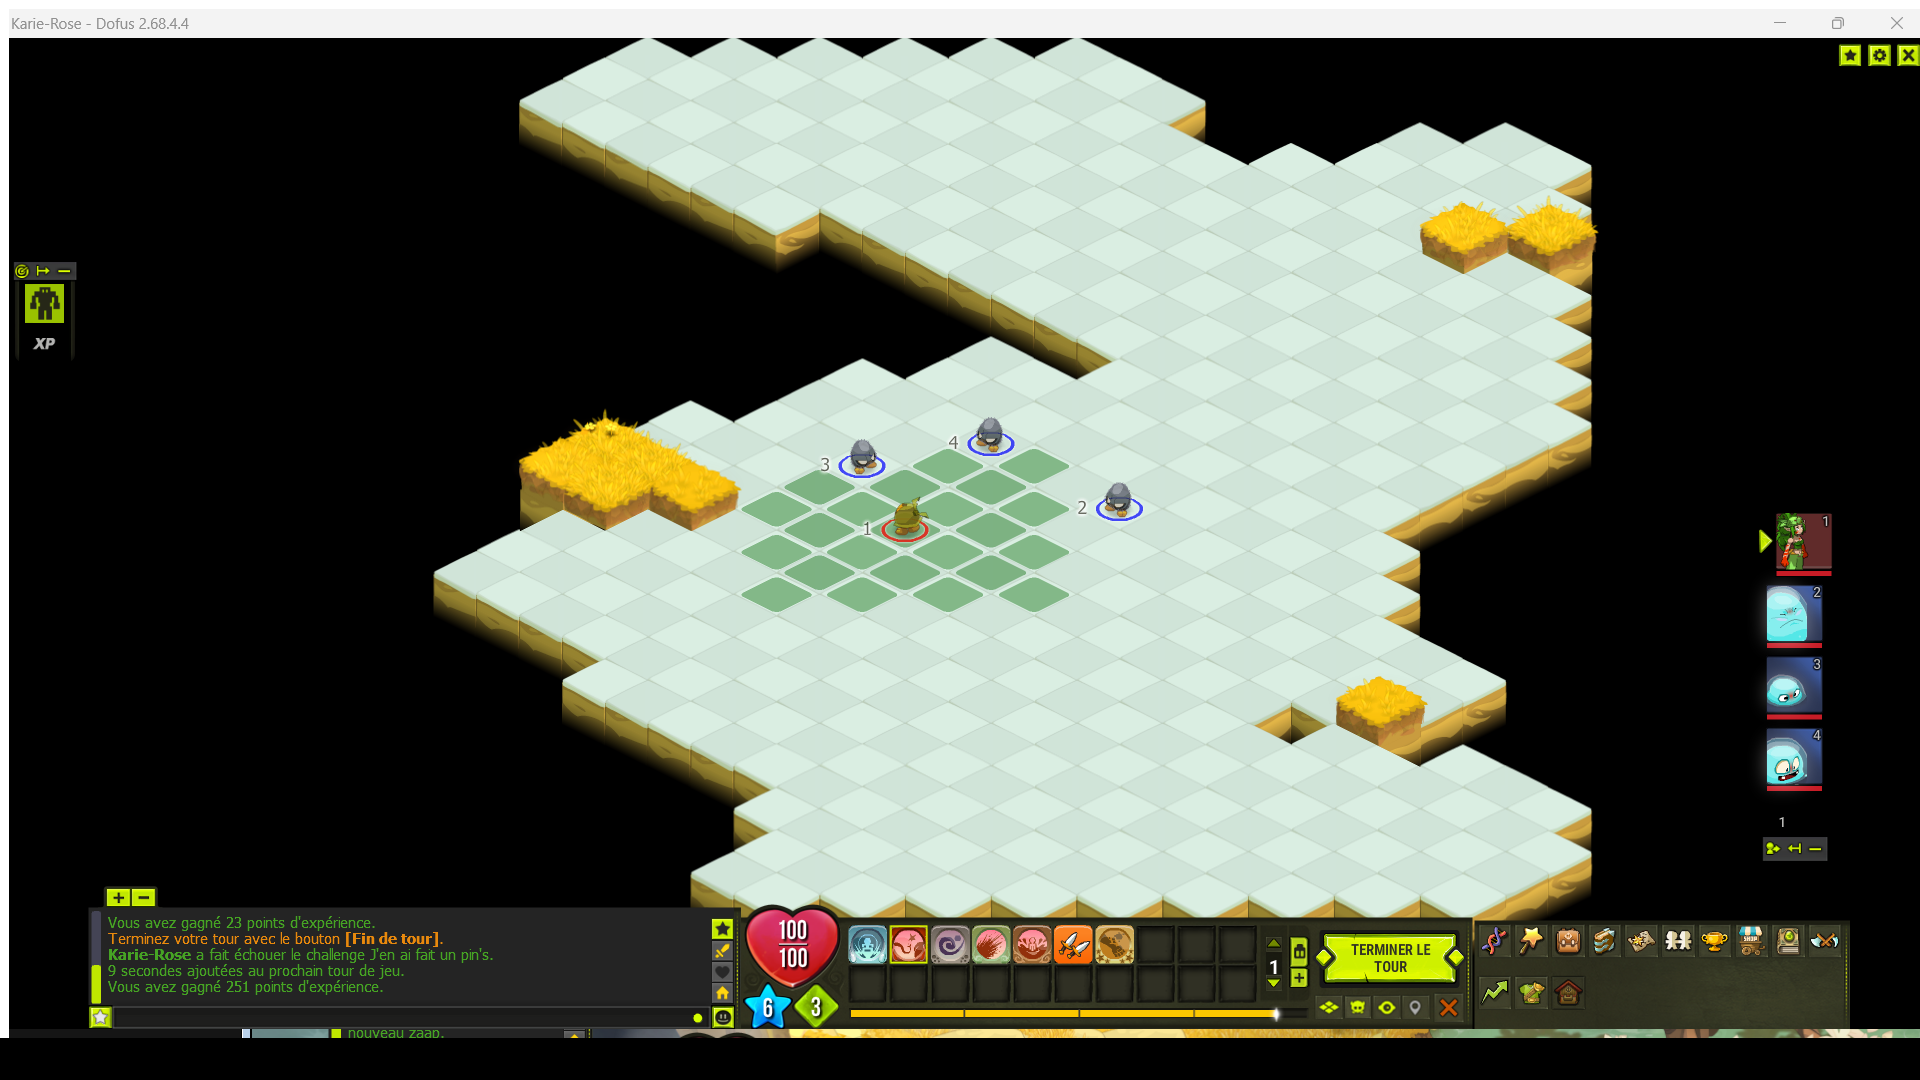 Karie-Rose - Dofus 2.68.4.4
XP
4
3
2
1
1
2
3
4
1
Vous avez gagné 23 points d'expérience.
Terminez votre tour avec le bouton [Fin de tour].
Karie-Rose a fait échouer le challenge J'en ai fait un pin's.
9 secondes ajoutées au prochain tour de jeu.
Vous avez gagné 251 points d'expérience.
100
100
6
3
1
TERMINER LE
TOUR
SHOP
nouveau zaap.